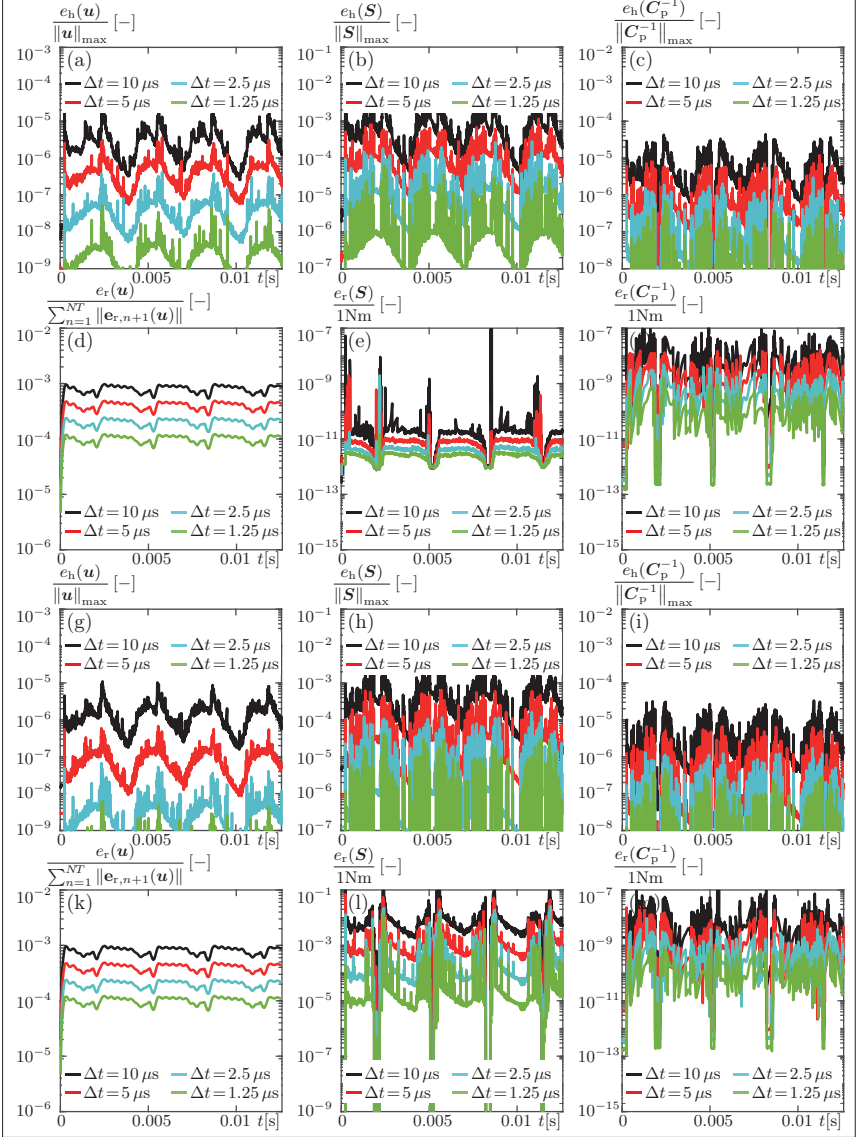 e_h(u) / ‖u‖_max [−]
10⁻³
10⁻⁴
10⁻⁵
10⁻⁶
10⁻⁷
10⁻⁸
10⁻⁹
(a)
Δt = 10 μs Δt = 2.5 μs
Δt = 5 μs Δt = 1.25 μs
0 0.005 0.01 t[s]
e_h(S) / ‖S‖_max [−]
10⁻¹
10⁻²
10⁻³
10⁻⁴
10⁻⁵
10⁻⁶
10⁻⁷
(b)
Δt = 10 μs Δt = 2.5 μs
Δt = 5 μs Δt = 1.25 μs
0 0.005 0.01 t[s]
e_h(C_p⁻¹) / ‖C_p⁻¹‖_max [−]
10⁻²
10⁻³
10⁻⁴
10⁻⁵
10⁻⁶
10⁻⁷
10⁻⁸
(c)
Δt = 10 μs Δt = 2.5 μs
Δt = 5 μs Δt = 1.25 μs
0 0.005 0.01 t[s]
e_r(u) / ∑_{n=1}^{NT} ‖e_{r,n+1}(u)‖ [−]
10⁻²
10⁻³
10⁻⁴
10⁻⁵
10⁻⁶
(d)
Δt = 10 μs Δt = 2.5 μs
Δt = 5 μs Δt = 1.25 μs
0 0.005 0.01 t[s]
e_r(S) / 1Nm [−]
10⁻⁷
10⁻⁹
10⁻¹¹
10⁻¹³
10⁻¹⁵
(e)
Δt = 10 μs Δt = 2.5 μs
Δt = 5 μs Δt = 1.25 μs
0 0.005 0.01 t[s]
e_r(C_p⁻¹) / 1Nm [−]
10⁻⁷
10⁻⁹
10⁻¹¹
10⁻¹³
10⁻¹⁵
Δt = 10 μs Δt = 2.5 μs
Δt = 5 μs Δt = 1.25 μs
0 0.005 0.01 t[s]
e_h(u) / ‖u‖_max [−]
10⁻³
10⁻⁴
10⁻⁵
10⁻⁶
10⁻⁷
10⁻⁸
10⁻⁹
(g)
Δt = 10 μs Δt = 2.5 μs
Δt = 5 μs Δt = 1.25 μs
0 0.005 0.01 t[s]
e_h(S) / ‖S‖_max [−]
10⁻¹
10⁻²
10⁻³
10⁻⁴
10⁻⁵
10⁻⁶
10⁻⁷
(h)
Δt = 10 μs Δt = 2.5 μs
Δt = 5 μs Δt = 1.25 μs
0 0.005 0.01 t[s]
e_h(C_p⁻¹) / ‖C_p⁻¹‖_max [−]
10⁻²
10⁻³
10⁻⁴
10⁻⁵
10⁻⁶
10⁻⁷
10⁻⁸
(i)
Δt = 10 μs Δt = 2.5 μs
Δt = 5 μs Δt = 1.25 μs
0 0.005 0.01 t[s]
e_r(u) / ∑_{n=1}^{NT} ‖e_{r,n+1}(u)‖ [−]
10⁻²
10⁻³
10⁻⁴
10⁻⁵
10⁻⁶
(k)
Δt = 10 μs Δt = 2.5 μs
Δt = 5 μs Δt = 1.25 μs
0 0.005 0.01 t[s]
e_r(S) / 1Nm [−]
10⁻¹
10⁻³
10⁻⁵
10⁻⁷
10⁻⁹
(l)
Δt = 10 μs Δt = 2.5 μs
Δt = 5 μs Δt = 1.25 μs
0 0.005 0.01 t[s]
e_r(C_p⁻¹) / 1Nm [−]
10⁻⁷
10⁻⁹
10⁻¹¹
10⁻¹³
10⁻¹⁵
Δt = 10 μs Δt = 2.5 μs
Δt = 5 μs Δt = 1.25 μs
0 0.005 0.01 t[s]